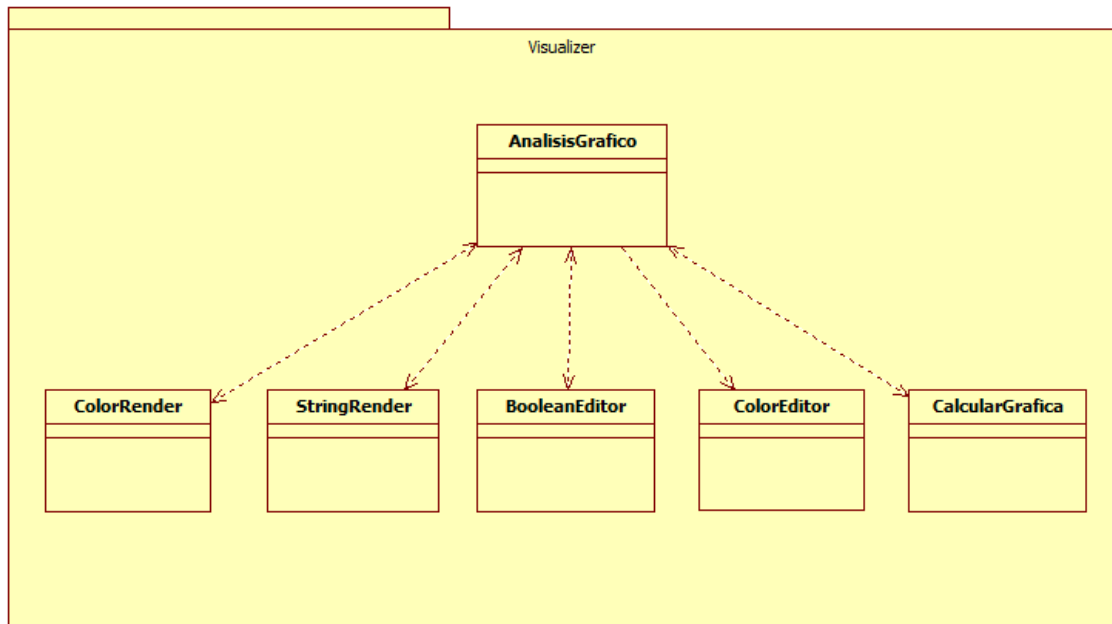 Visualizer
AnalisisGrafico
ColorRender
StringRender
BooleanEditor
ColorEditor
CalcularGrafica